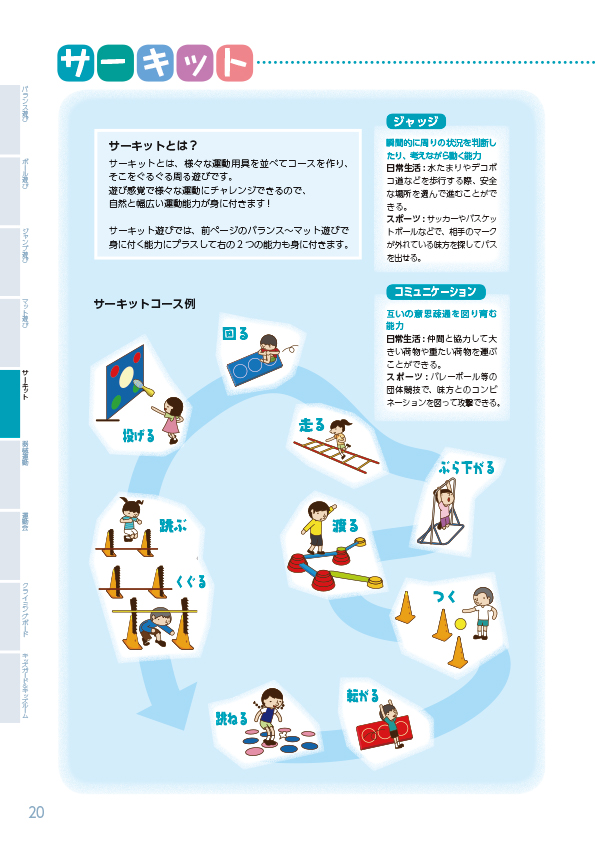 サーキット
サーキットとは?
サーキットとは、様々な運動用具を並べてコースを作り、
そこをぐるぐる周る遊びです。
遊び感覚で様々な運動にチャレンジできるので、
自然と幅広い運動能力が身に付きます!
サーキット遊びでは、前ページのバランス〜マット遊びで
身に付く能力にプラスして右の2つの能力も身に付きます。
ジャッジ
瞬間的に周りの状況を判断し
たり、考えながら動く能力
日常生活:水たまりやデコボ
コ道などを歩行する際、安全
な場所を選んで進むことがで
きる。
スポーツ:サッカーやバスケッ
トボールなどで、相手のマーク
が外れている味方を探してパス
を出せる。
コミュニケーション
互いの意思疎通を図り育む
能力
日常生活:仲間と協力して大
きい荷物や重たい荷物を運ぶ
ことができる。
スポーツ:バレーボール等の
団体競技で、味方とのコンビ
ネーションを図って攻撃できる。
サーキットコース例
回る
投げる
走る
ぶら下がる
跳ぶ
渡る
くぐる
つく
転がる
跳ねる
バランス遊び
ボール遊び
ジャンプ遊び
マット遊び
サーキット
運動会
クライミングボード
キッズガード&キッズルーム
20